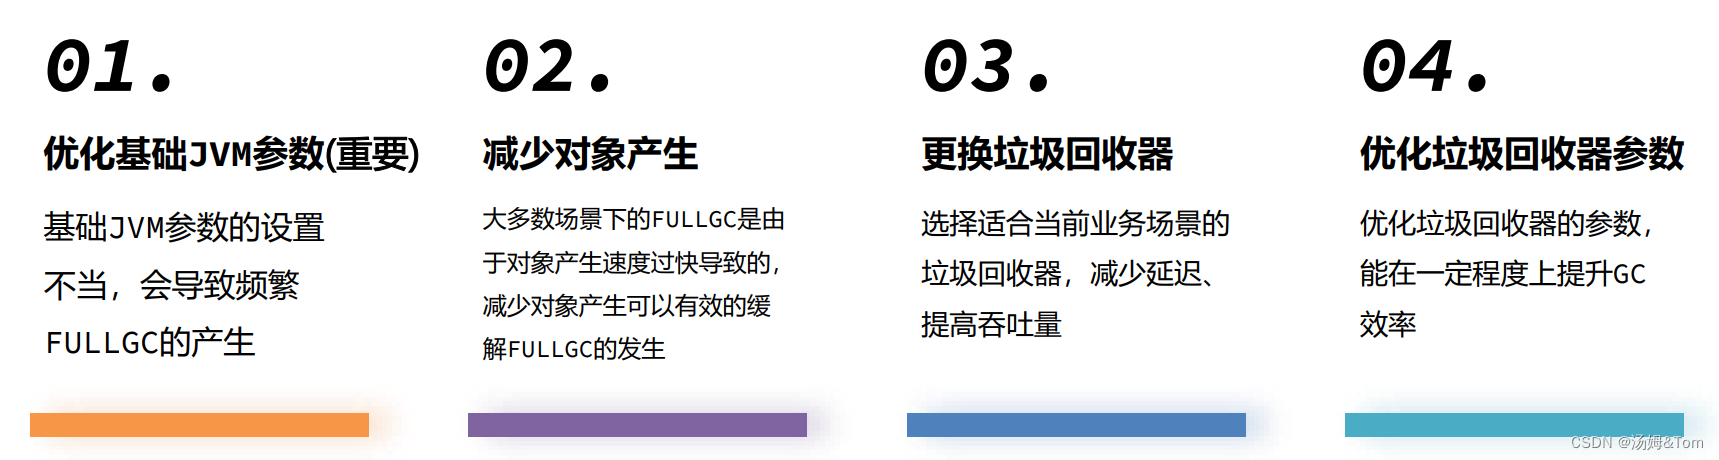 01.
优化基础JVM参数(重要)
基础JVM参数的设置
不当，会导致频繁
FULLGC的产生
02.
减少对象产生
大多数场景下的FULLGC是由
于对象产生速度过快导致的，
减少对象产生可以有效的缓
解FULLGC的发生
03.
更换垃圾回收器
选择适合当前业务场景的
垃圾回收器，减少延迟、
提高吞吐量
04.
优化垃圾回收器参数
优化垃圾回收器的参数，
能在一定程度上提升GC
效率
CSDN @汤姆&Tom